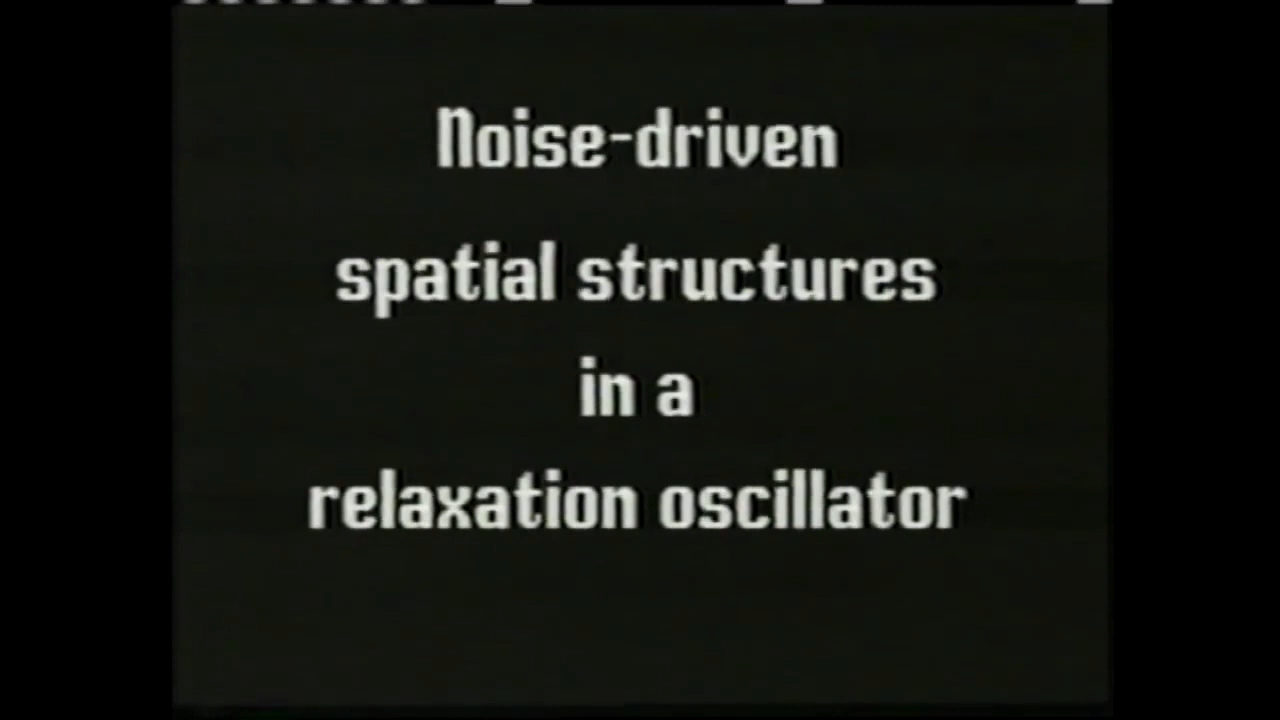 Noise-driven
spatial structures
in a
relaxation oscillator